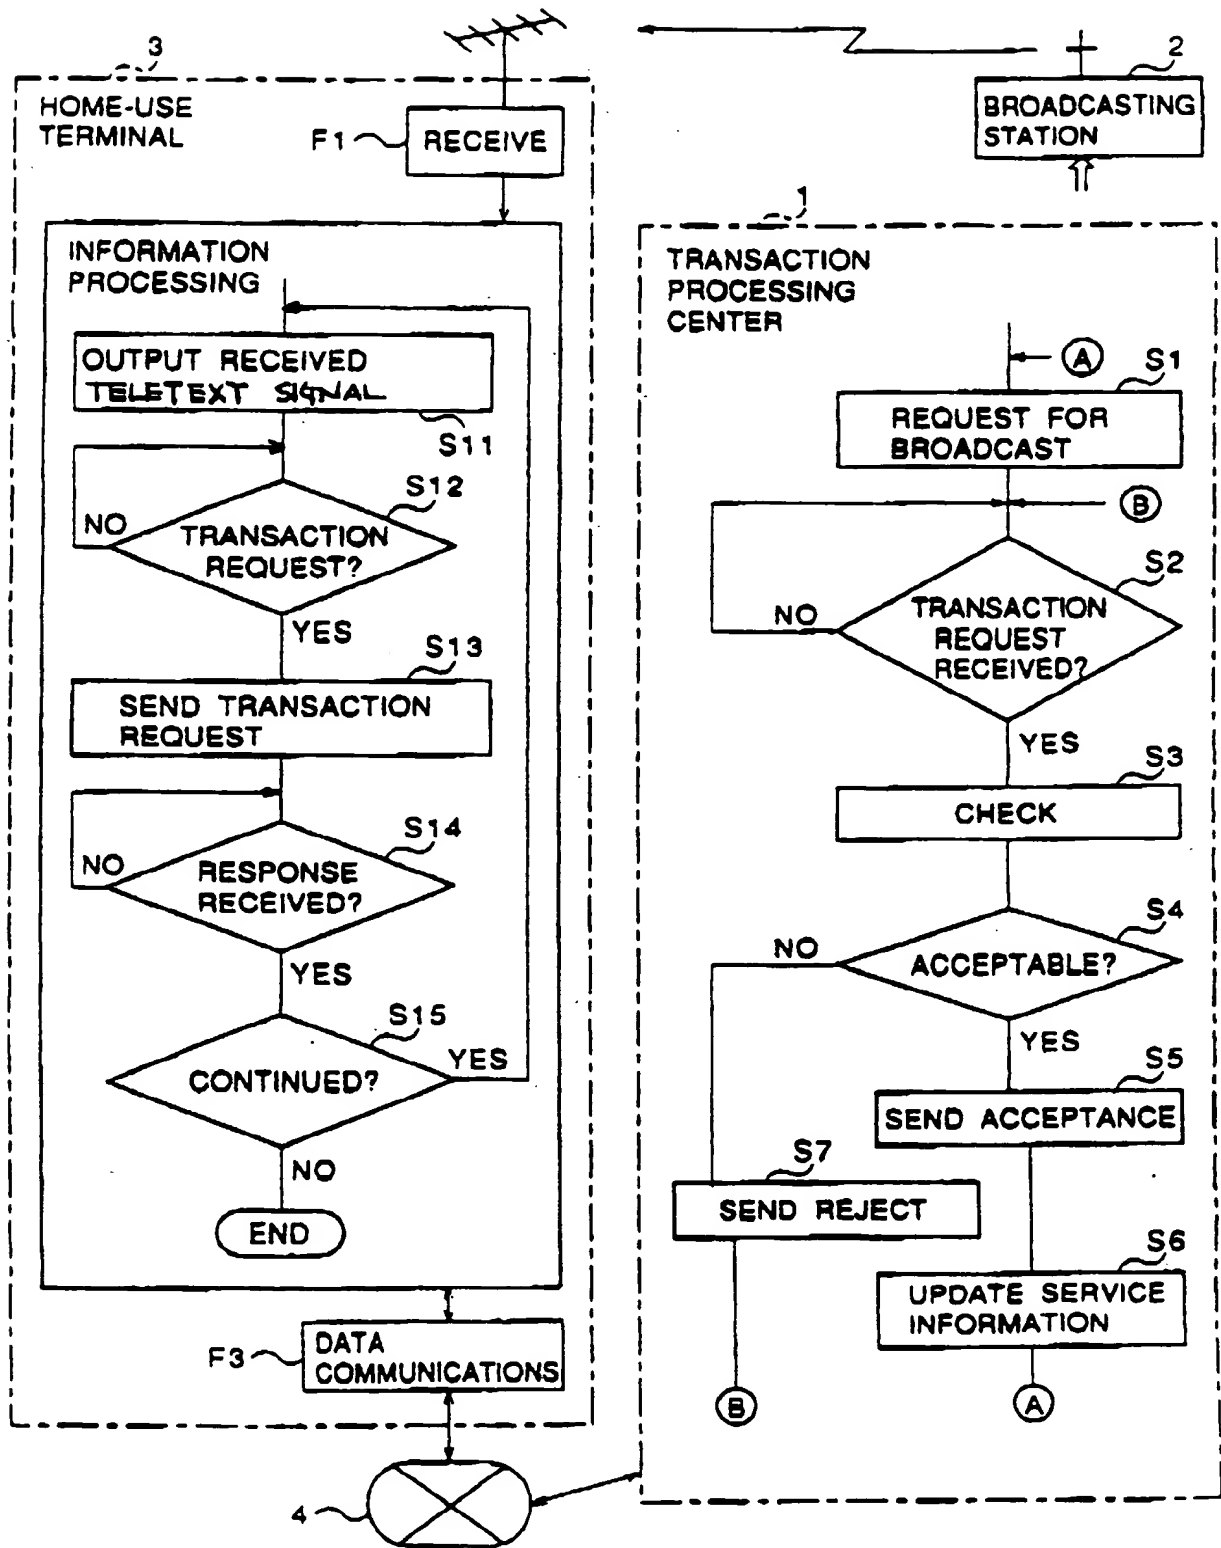 3
HOME-USE
TERMINAL
F1
RECEIVE
2
BROADCASTING
STATION
INFORMATION
PROCESSING
OUTPUT RECEIVED
TELETEXT SIGNAL
S11
S12
NO
TRANSACTION
REQUEST?
YES
S13
SEND TRANSACTION
REQUEST
S14
NO
RESPONSE
RECEIVED?
YES
S15
YES
CONTINUED?
NO
END
F3
DATA
COMMUNICATIONS
4
1
TRANSACTION
PROCESSING
CENTER
A
S1
REQUEST FOR
BROADCAST
B
S2
NO
TRANSACTION
REQUEST
RECEIVED?
YES
S3
CHECK
S4
NO
ACCEPTABLE?
YES
S5
SEND ACCEPTANCE
S7
SEND REJECT
S6
UPDATE SERVICE
INFORMATION
B
A